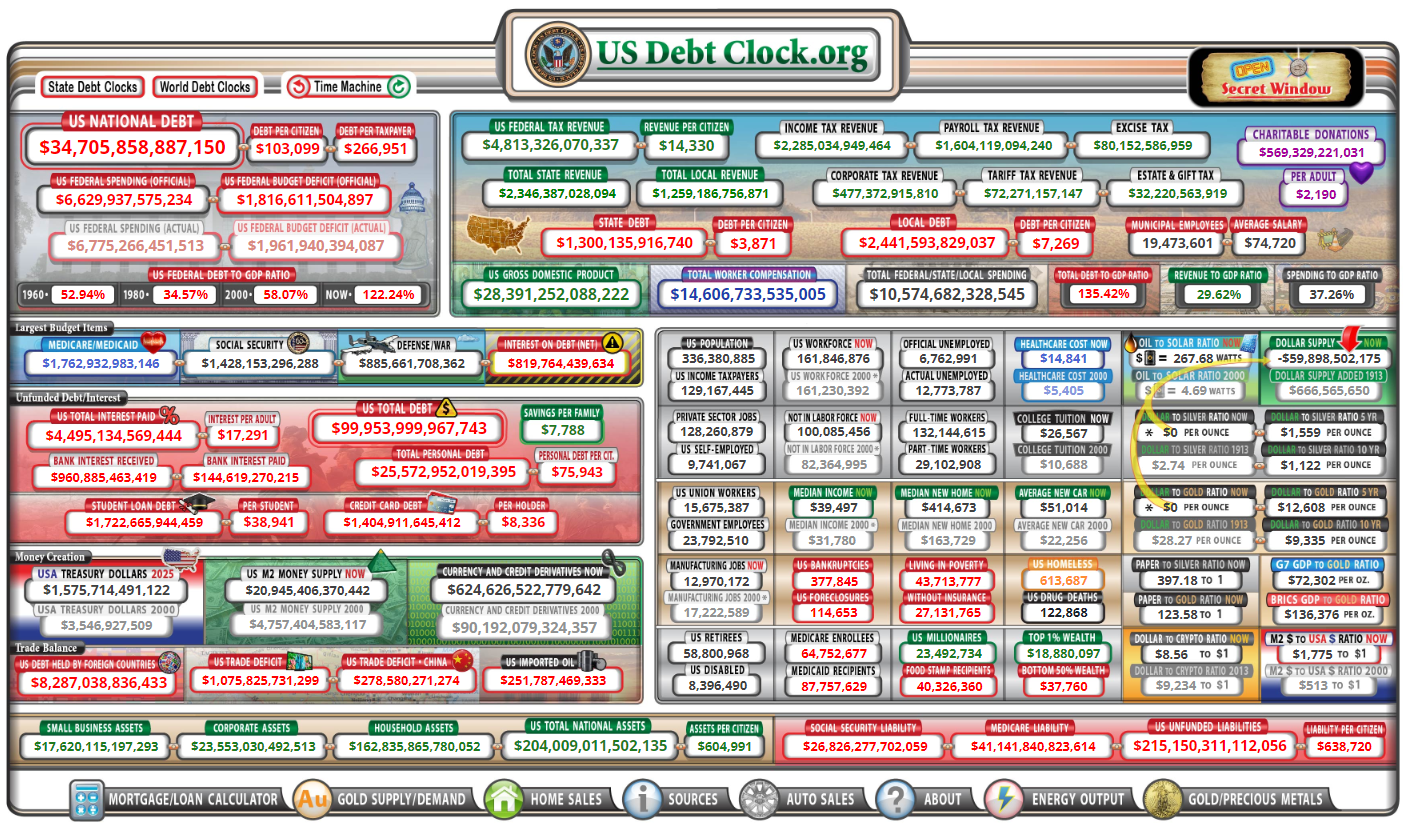 US Debt Clock.org
State Debt Clocks
World Debt Clocks
Time Machine
OPEN
Secret Window
US NATIONAL DEBT
$34,705,858,887,150
DEBT PER CITIZEN
$103,099
DEBT PER TAXPAYER
$266,951
US FEDERAL SPENDING (OFFICIAL)
$6,629,937,575,234
US FEDERAL BUDGET DEFICIT (OFFICIAL)
$1,816,611,504,897
US FEDERAL SPENDING (ACTUAL)
$6,775,266,451,513
US FEDERAL BUDGET DEFICIT (ACTUAL)
$1,961,940,394,087
US FEDERAL DEBT TO GDP RATIO
1960• 52.94% 1980• 34.57% 2000• 58.07% NOW• 122.24%
US FEDERAL TAX REVENUE
$4,813,326,070,337
REVENUE PER CITIZEN
$14,330
INCOME TAX REVENUE
$2,285,034,949,464
PAYROLL TAX REVENUE
$1,604,119,094,240
EXCISE TAX
$80,152,586,959
CHARITABLE DONATIONS
$569,329,221,031
TOTAL STATE REVENUE
$2,346,387,028,094
TOTAL LOCAL REVENUE
$1,259,186,756,871
CORPORATE TAX REVENUE
$477,372,915,810
TARIFF TAX REVENUE
$72,271,157,147
ESTATE & GIFT TAX
$32,220,563,919
PER ADULT
$2,190
STATE DEBT
$1,300,135,916,740
DEBT PER CITIZEN
$3,871
LOCAL DEBT
$2,441,593,829,037
DEBT PER CITIZEN
$7,269
MUNICIPAL EMPLOYEES
19,473,601
AVERAGE SALARY
$74,720
US GROSS DOMESTIC PRODUCT
$28,391,252,088,222
TOTAL WORKER COMPENSATION
$14,606,733,535,005
TOTAL FEDERAL/STATE/LOCAL SPENDING
$10,574,682,328,545
TOTAL DEBT TO GDP RATIO
135.42%
REVENUE TO GDP RATIO
29.62%
SPENDING TO GDP RATIO
37.26%
Largest Budget Items
MEDICARE/MEDICAID
$1,762,932,983,146
SOCIAL SECURITY
$1,428,153,296,288
DEFENSE/WAR
$885,661,708,362
INTEREST ON DEBT (NET)
$819,764,439,634
Unfunded Debt/Interest
US TOTAL INTEREST PAID
$4,495,134,569,444
INTEREST PER ADULT
$17,291
US TOTAL DEBT
$99,953,999,967,743
SAVINGS PER FAMILY
$7,788
BANK INTEREST RECEIVED
$960,885,463,419
BANK INTEREST PAID
$144,619,270,215
TOTAL PERSONAL DEBT
$25,572,952,019,395
PERSONAL DEBT PER CIT.
$75,943
STUDENT LOAN DEBT
$1,722,665,944,459
PER STUDENT
$38,941
CREDIT CARD DEBT
$1,404,911,645,412
PER HOLDER
$8,336
Money Creation
USA TREASURY DOLLARS 2025
$1,575,714,491,122
USA TREASURY DOLLARS 2000
$3,546,927,509
US M2 MONEY SUPPLY NOW
$20,945,406,370,442
US M2 MONEY SUPPLY 2000
$4,757,404,583,117
CURRENCY AND CREDIT DERIVATIVES NOW
$624,626,522,779,642
CURRENCY AND CREDIT DERIVATIVES 2000
$90,192,079,324,357
Trade Balance
US DEBT HELD BY FOREIGN COUNTRIES
$8,287,038,836,433
US TRADE DEFICIT
$1,075,825,731,299
US TRADE DEFICIT • CHINA
$278,580,271,274
US IMPORTED OIL
$251,787,469,333
US POPULATION
336,380,885
US INCOME TAXPAYERS
129,167,445
US WORKFORCE NOW
161,846,876
US WORKFORCE 2000 *
161,230,392
OFFICIAL UNEMPLOYED
6,762,991
ACTUAL UNEMPLOYED
12,773,787
HEALTHCARE COST NOW
$14,841
HEALTHCARE COST 2000
$5,405
OIL TO SOLAR RATIO NOW
$ = 267.68 WATTS
OIL TO SOLAR RATIO 2000
$ = 4.69 WATTS
DOLLAR SUPPLY NOW
-$59,898,502,175
DOLLAR SUPPLY ADDED 1913
$666,565,650
PRIVATE SECTOR JOBS
128,260,879
US SELF-EMPLOYED
9,741,067
NOT IN LABOR FORCE NOW
100,085,456
NOT IN LABOR FORCE 2000 *
82,364,995
FULL-TIME WORKERS
132,144,615
PART-TIME WORKERS
29,102,908
COLLEGE TUITION NOW
$26,567
COLLEGE TUITION 2000
$10,688
DOLLAR TO SILVER RATIO NOW
* $0 PER OUNCE
DOLLAR TO SILVER RATIO 1913
$2.74 PER OUNCE
DOLLAR TO SILVER RATIO 5 YR
$1,559 PER OUNCE
DOLLAR TO SILVER RATIO 10 YR
$1,122 PER OUNCE
US UNION WORKERS
15,675,387
GOVERNMENT EMPLOYEES
23,792,510
MEDIAN INCOME NOW
$39,497
MEDIAN INCOME 2000 *
$31,780
MEDIAN NEW HOME NOW
$414,673
MEDIAN NEW HOME 2000
$163,729
AVERAGE NEW CAR NOW
$51,014
AVERAGE NEW CAR 2000
$22,256
DOLLAR TO GOLD RATIO NOW
* $0 PER OUNCE
DOLLAR TO GOLD RATIO 1913
$28.27 PER OUNCE
DOLLAR TO GOLD RATIO 5 YR
$12,608 PER OUNCE
DOLLAR TO GOLD RATIO 10 YR
$9,335 PER OUNCE
MANUFACTURING JOBS NOW
12,970,172
MANUFACTURING JOBS 2000 *
17,222,589
US BANKRUPTCIES
377,845
US FORECLOSURES
114,653
LIVING IN POVERTY
43,713,777
WITHOUT INSURANCE
27,131,765
US HOMELESS
613,687
US DRUG DEATHS
122,868
PAPER TO SILVER RATIO NOW
397.18 TO 1
PAPER TO GOLD RATIO NOW
123.58 TO 1
G7 GDP TO GOLD RATIO
$72,302 PER OZ.
BRICS GDP TO GOLD RATIO
$136,376 PER OZ.
US RETIREES
58,800,968
US DISABLED
8,396,490
MEDICARE ENROLLEES
64,752,677
MEDICAID RECIPIENTS
87,757,629
US MILLIONAIRES
23,492,734
FOOD STAMP RECIPIENTS
40,326,360
TOP 1% WEALTH
$18,880,097
BOTTOM 50% WEALTH
$37,760
DOLLAR TO CRYPTO RATIO NOW
$8.56 TO $1
DOLLAR TO CRYPTO RATIO 2013
$9,234 TO $1
M2 $ TO USA $ RATIO NOW
$1,775 TO $1
M2 $ TO USA $ RATIO 2000
$513 TO $1
SMALL BUSINESS ASSETS
$17,620,115,197,293
CORPORATE ASSETS
$23,553,030,492,513
HOUSEHOLD ASSETS
$162,835,865,780,052
US TOTAL NATIONAL ASSETS
$204,009,011,502,135
ASSETS PER CITIZEN
$604,991
SOCIAL SECURITY LIABILITY
$26,826,277,702,059
MEDICARE LIABILITY
$41,141,840,823,614
US UNFUNDED LIABILITIES
$215,150,311,112,056
LIABILITY PER CITIZEN
$638,720
MORTGAGE/LOAN CALCULATOR
Au GOLD SUPPLY/DEMAND
HOME SALES
SOURCES
AUTO SALES
ABOUT
ENERGY OUTPUT
GOLD/PRECIOUS METALS